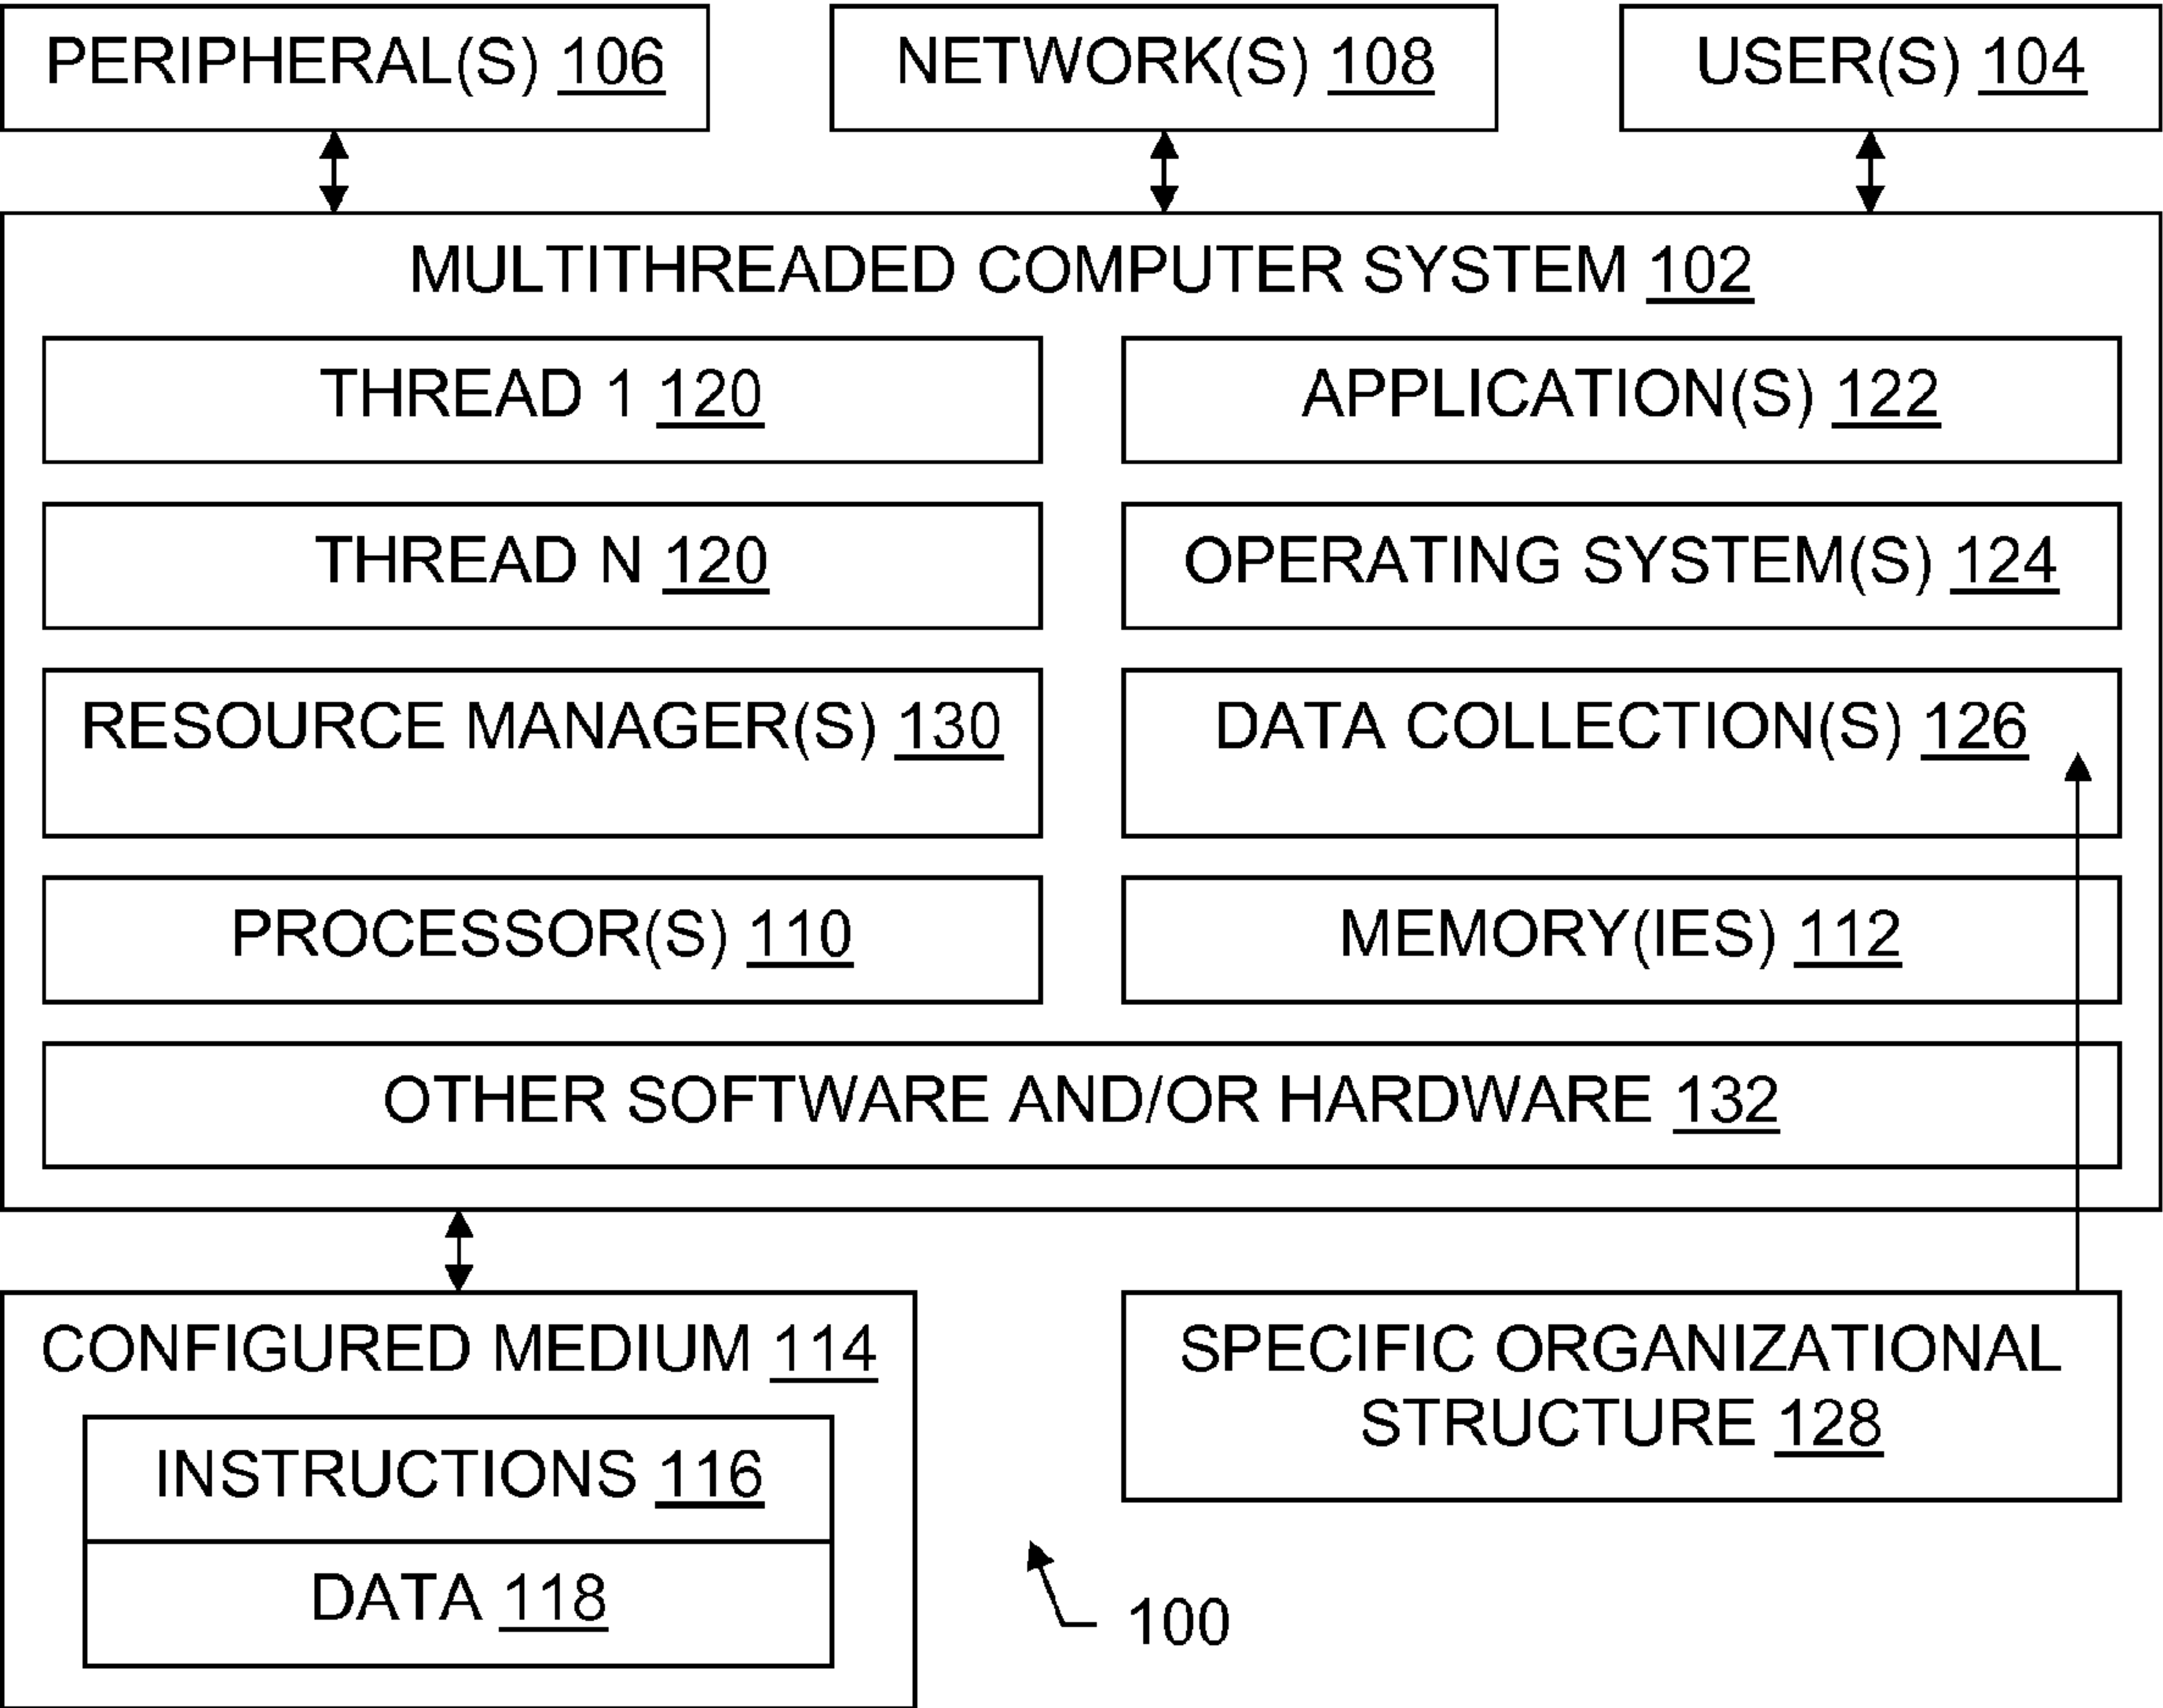 PERIPHERAL(S) 106
NETWORK(S) 108
USER(S) 104
MULTITHREADED COMPUTER SYSTEM 102
THREAD 1 120
APPLICATION(S) 122
THREAD N 120
OPERATING SYSTEM(S) 124
RESOURCE MANAGER(S) 130
DATA COLLECTION(S) 126
PROCESSOR(S) 110
MEMORY(IES) 112
OTHER SOFTWARE AND/OR HARDWARE 132
CONFIGURED MEDIUM 114
INSTRUCTIONS 116
DATA 118
SPECIFIC ORGANIZATIONAL
STRUCTURE 128
100